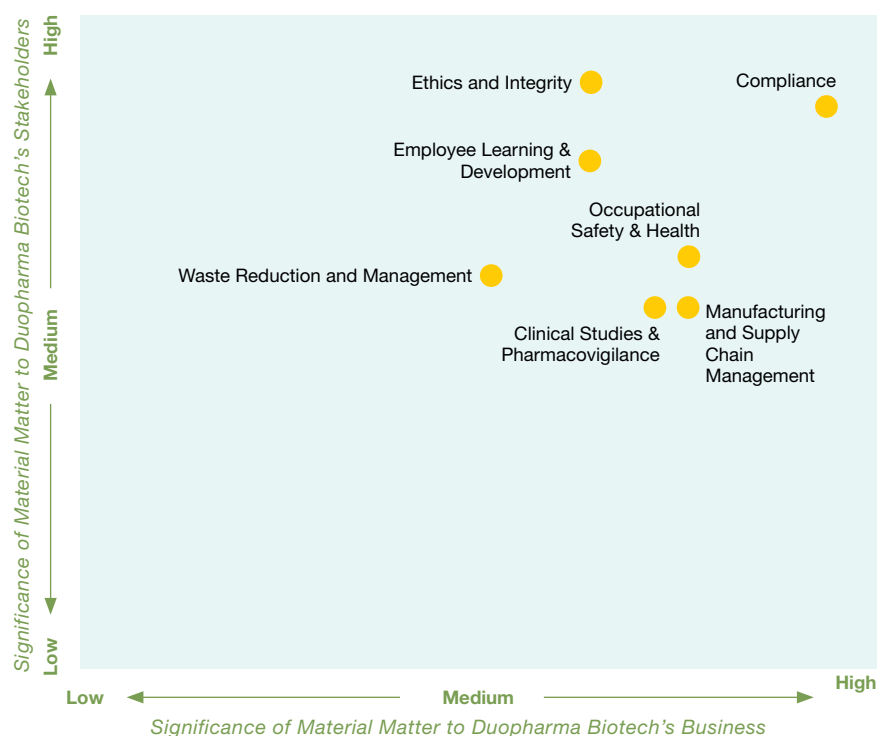 Significance of Material Matter to Duopharma Biotech's Stakeholders
High
Medium
Low
Ethics and Integrity
Compliance
Employee Learning &
Development
Occupational
Safety & Health
Waste Reduction and Management
Clinical Studies &
Pharmacovigilance
Manufacturing
and Supply
Chain
Management
Low
Medium
High
Significance of Material Matter to Duopharma Biotech's Business